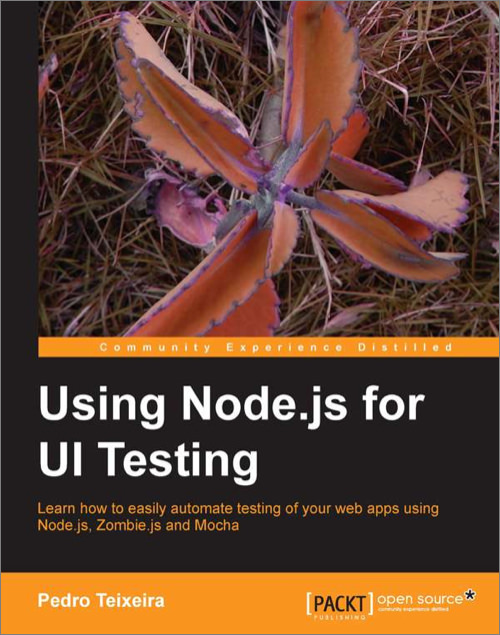 Community Experience Distilled
Using Node.js for
UI Testing
Learn how to easily automate testing of your web apps using
Node.js, Zombie.js and Mocha
Pedro Teixeira
[PACKT] open source*
PUBLISHING community experience distilled